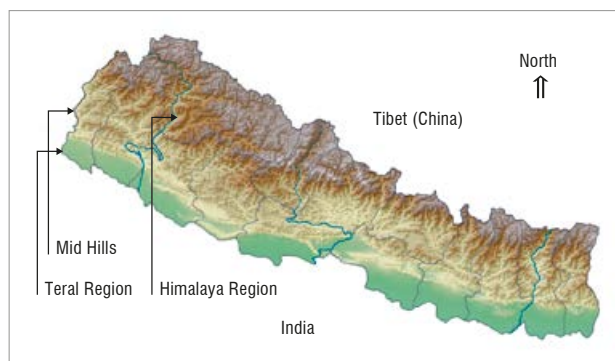 North
Tibet (China)
Mid Hills
Teral Region
Himalaya Region
India